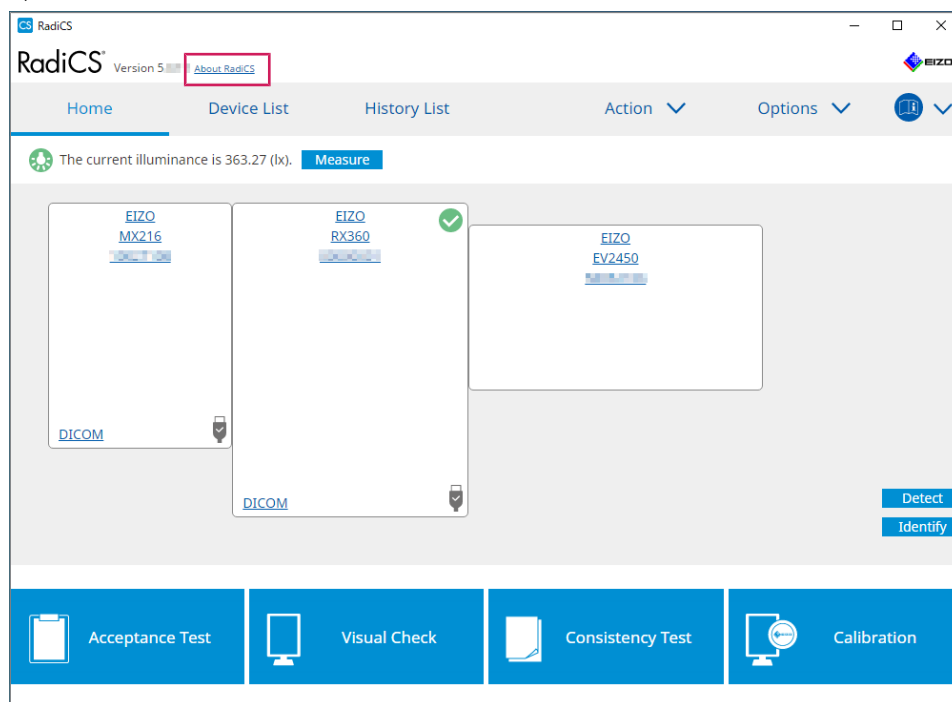 CS RadiCS
RadiCS Version 5. About RadiCS
EIZO
Home Device List History List Action Options
The current illuminance is 363.27 (lx). Measure
EIZO
MX216
DICOM
EIZO
RX360
DICOM
EIZO
EV2450
Detect
Identify
Acceptance Test Visual Check Consistency Test Calibration